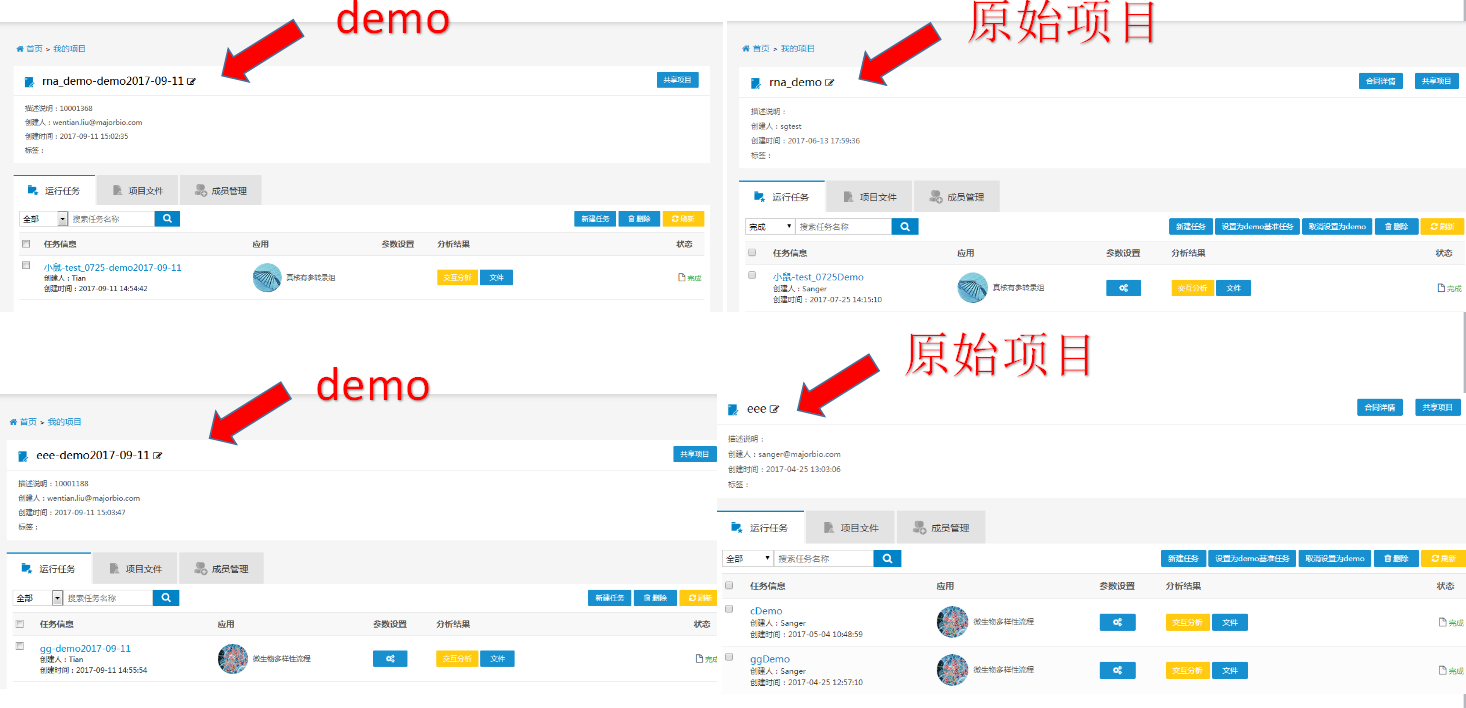 demo
首页 > 我的项目
rna_demo-demo2017-09-11
共享项目
描述说明：10001368
创建人：wentian.liu@majorbio.com
创建时间：2017-09-11 15:02:35
标签：
运行任务 项目文件 成员管理
全部 搜索任务名称 新建任务 删除 刷新
任务信息 应用 参数设置 分析结果 状态
小鼠-test_0725-demo2017-09-11
创建人：Tian
创建时间：2017-09-11 14:54:42
真核有参转录组 交互分析 文件 完成
原始项目
首页 > 我的项目
rna_demo
合同详情 共享项目
描述说明：
创建人：sgtest
创建时间：2017-06-13 17:59:36
标签：
运行任务 项目文件 成员管理
完成 搜索任务名称 新建任务 设置为demo基准任务 取消设置为demo 删除 刷新
任务信息 应用 参数设置 分析结果 状态
小鼠-test_0725Demo
创建人：Sanger
创建时间：2017-07-25 14:15:10
真核有参转录组 交互分析 文件 完成
demo
首页 > 我的项目
eee-demo2017-09-11
共享项目
描述说明：10001188
创建人：wentian.liu@majorbio.com
创建时间：2017-09-11 15:03:47
标签：
运行任务 项目文件 成员管理
全部 搜索任务名称 新建任务 删除 刷新
任务信息 应用 参数设置 分析结果 状态
gg-demo2017-09-11
创建人：Tian
创建时间：2017-09-11 14:55:54
微生物多样性流程 交互分析 文件 完成
原始项目
eee
合同详情 共享项目
描述说明：
创建人：sanger@majorbio.com
创建时间：2017-04-25 13:03:06
标签：
运行任务 项目文件 成员管理
全部 搜索任务名称 新建任务 设置为demo基准任务 取消设置为demo 删除 刷新
任务信息 应用 参数设置 分析结果 状态
cDemo
创建人：Sanger
创建时间：2017-05-04 10:48:59
微生物多样性流程 交互分析 文件 完成
ggDemo
创建人：Sanger
创建时间：2017-04-25 12:57:10
微生物多样性流程 交互分析 文件 完成